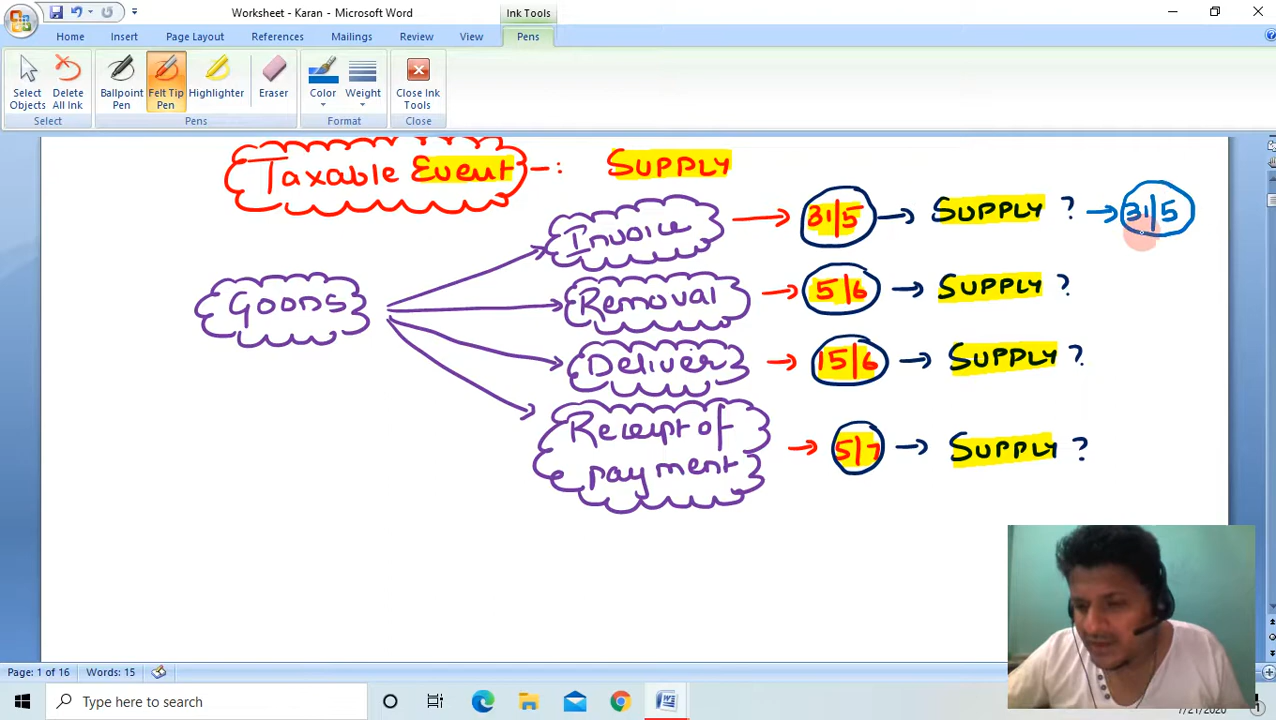 Worksheet - Karan - Microsoft Word
Ink Tools
Home Insert Page Layout References Mailings Review View Pens
Select Objects
Delete All Ink
Ballpoint Pen
Felt Tip Pen
Highlighter
Eraser
Color
Weight
Close Ink Tools
Select Pens Format Close
Taxable Event - : SUPPLY
Invoice → 31|5 → SUPPLY ? → 31|5
Goods
Removal → 5|6 → SUPPLY ?
Deliver → 15|6 → SUPPLY ?
Receipt of payment → 5|7 → SUPPLY ?
Page: 1 of 16 Words: 15
Type here to search
7/21/2020